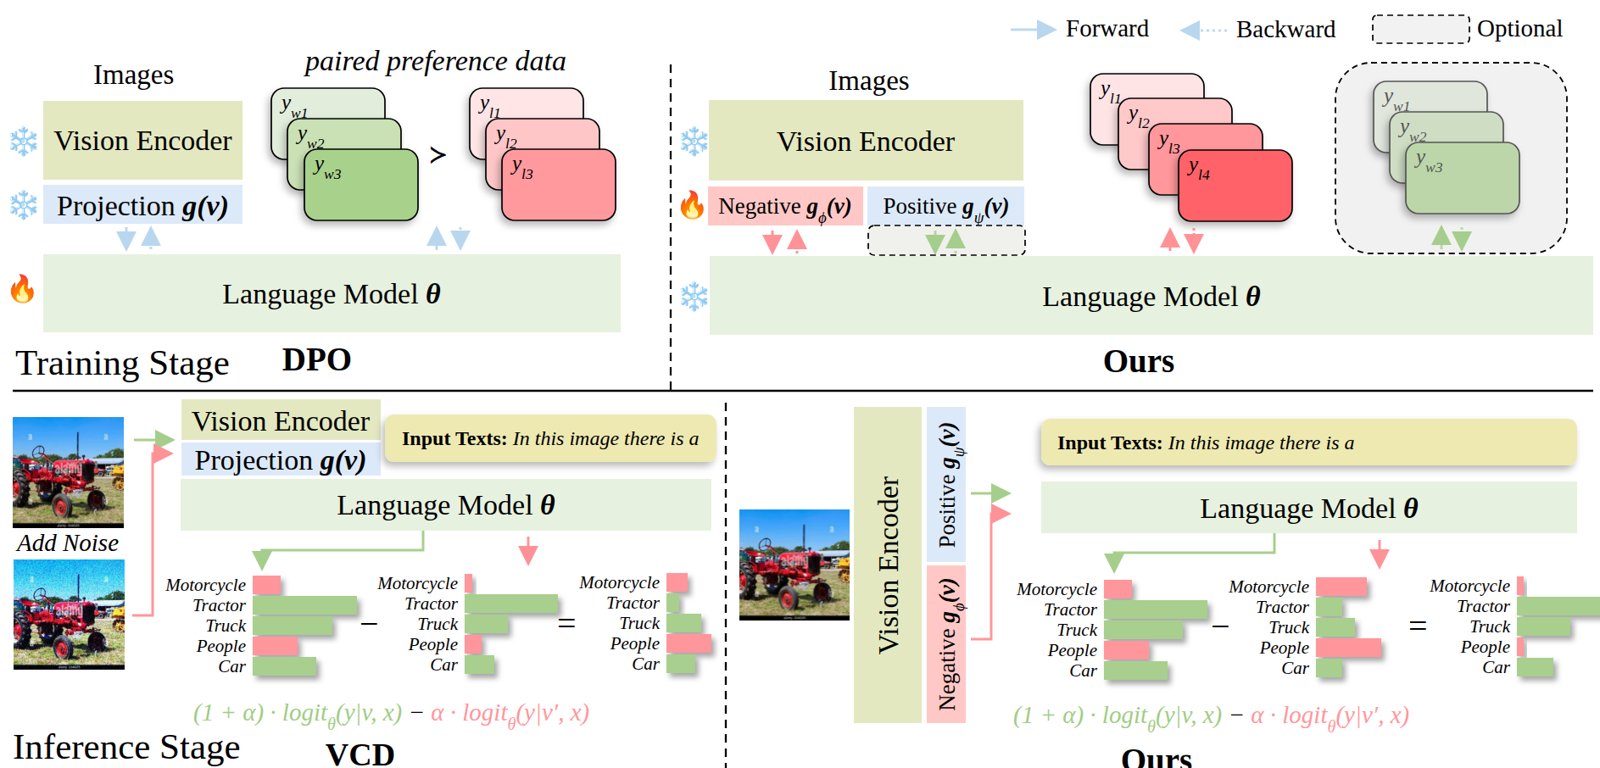 Forward
Backward
Optional
Images
paired preference data
Vision Encoder
Projection g(v)
y_w1
y_w2
y_w3
≻
y_l1
y_l2
y_l3
Language Model θ
Training Stage
DPO
Images
Vision Encoder
Negative g_ϕ(v)
Positive g_ψ(v)
y_l1
y_l2
y_l3
y_l4
y_w1
y_w2
y_w3
Language Model θ
Ours
Vision Encoder
Projection g(v)
Input Texts: In this image there is a
Language Model θ
Add Noise
Motorcycle
Tractor
Truck
People
Car
−
Motorcycle
Tractor
Truck
People
Car
=
Motorcycle
Tractor
Truck
People
Car
(1 + α) · logit_θ(y|v, x) − α · logit_θ(y|v′, x)
Inference Stage
VCD
Vision Encoder
Positive g_ψ(v)
Negative g_ϕ(v)
Input Texts: In this image there is a
Language Model θ
Motorcycle
Tractor
Truck
People
Car
−
Motorcycle
Tractor
Truck
People
Car
=
Motorcycle
Tractor
Truck
People
Car
(1 + α) · logit_θ(y|v, x) − α · logit_θ(y|v′, x)
Ours